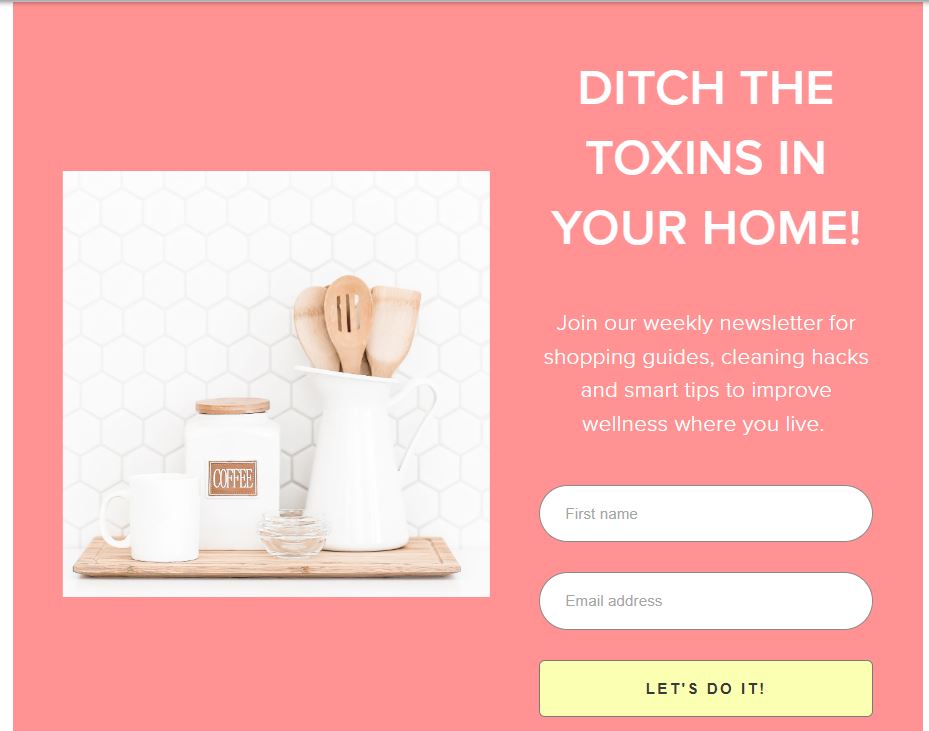 DITCH THE
TOXINS IN
YOUR HOME!
Join our weekly newsletter for
shopping guides, cleaning hacks
and smart tips to improve
wellness where you live.
COFFEE
First name
Email address
LET'S DO IT!